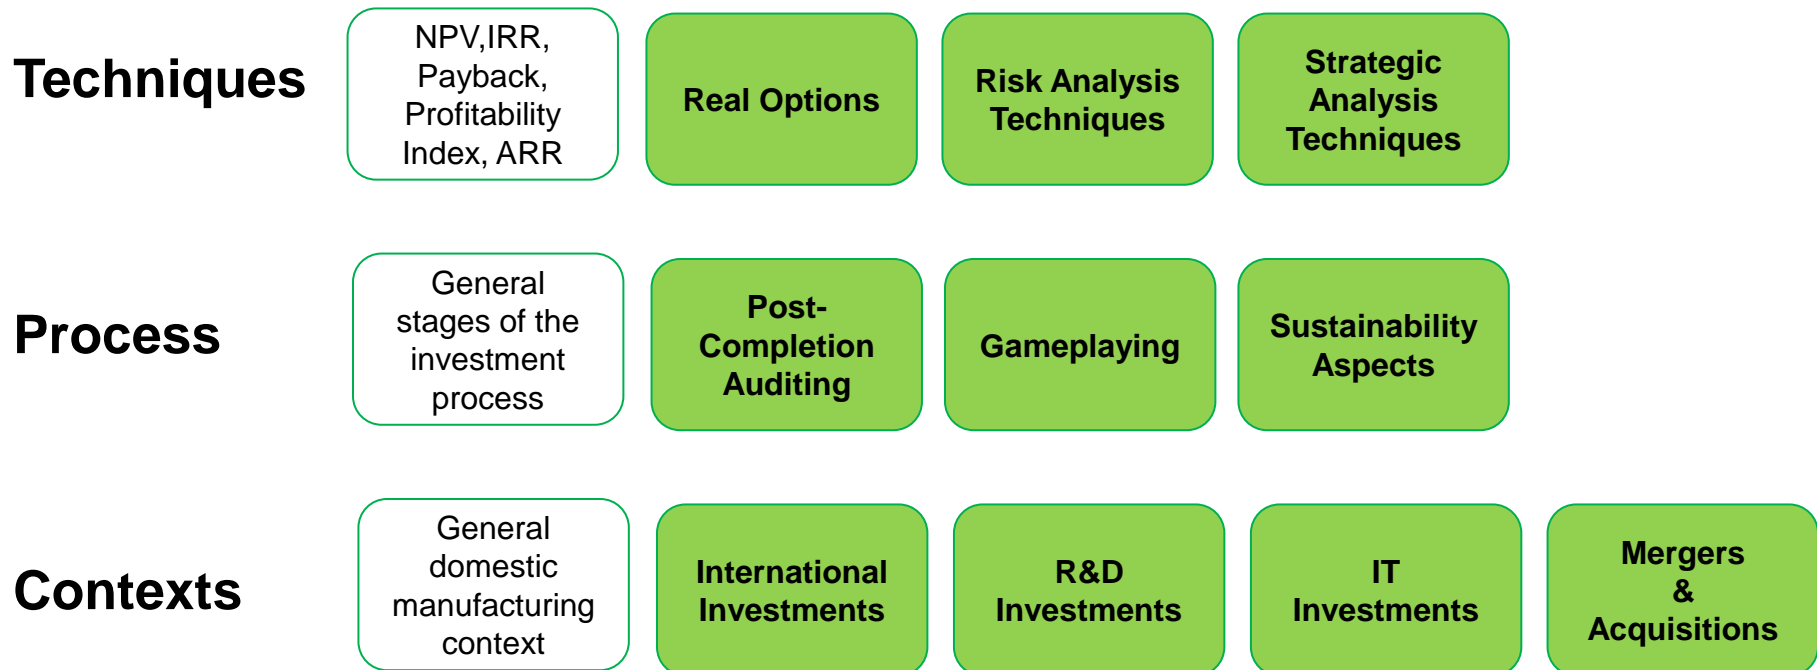 Techniques
NPV,IRR,
Payback,
Profitability
Index, ARR
Real Options
Risk Analysis
Techniques
Strategic
Analysis
Techniques
Process
General
stages of the
investment
process
Post-
Completion
Auditing
Gameplaying
Sustainability
Aspects
Contexts
General
domestic
manufacturing
context
International
Investments
R&D
Investments
IT
Investments
Mergers
&
Acquisitions